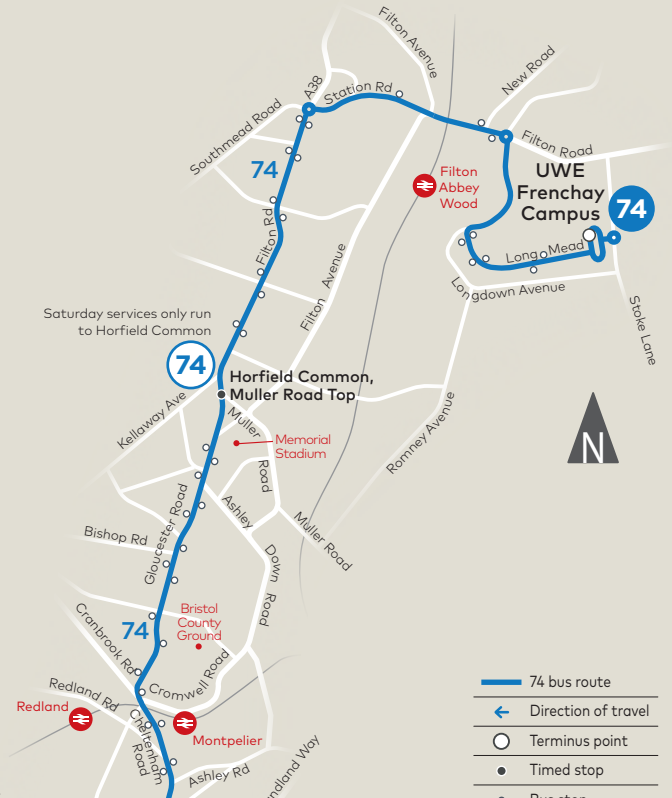 Filton Avenue
New Road
A38
Station Rd
Southmead Road
Filton Road
74
Filton
Abbey
Wood
UWE
Frenchay
Campus
74
Filton Rd
Long Mead
Filton Avenue
Longdown Avenue
Stoke Lane
Saturday services only run
to Horfield Common
74
Horfield Common,
Muller Road Top
Kellaway Ave
Muller Road
Memorial
Stadium
Romney Avenue
N
Gloucester Road
Ashley Down Road
Muller Road
Bishop Rd
Cranbrook Rd
74
Bristol
County
Ground
Cromwell Road
Redland Rd
Redland
Cheltenham
Road
Montpelier
Ashley Rd
ndland Way
74 bus route
Direction of travel
Terminus point
Timed stop